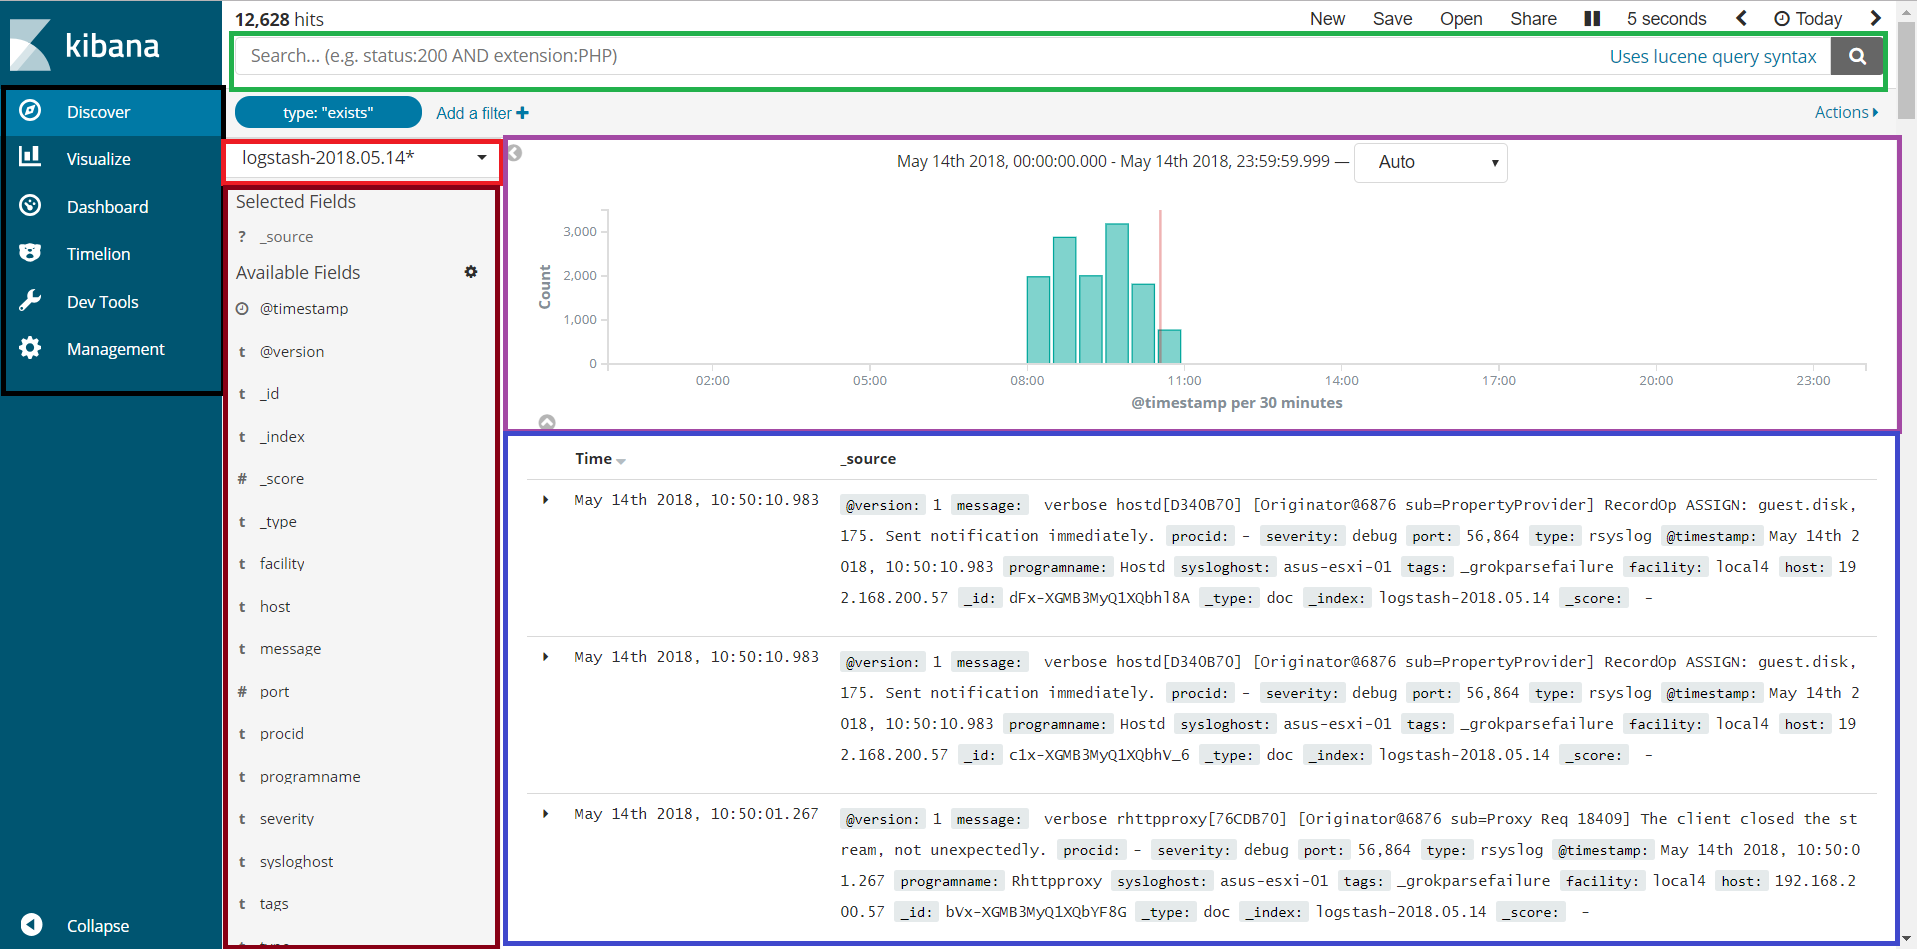 12,628 hits
New Save Open Share 5 seconds Today
kibana
Search... (e.g. status:200 AND extension:PHP) Uses lucene query syntax
type: "exists" Add a filter Actions
Discover
Visualize
Dashboard
Timelion
Dev Tools
Management
Collapse
logstash-2018.05.14*
Selected Fields
? _source
Available Fields
@timestamp
t @version
t _id
t _index
# _score
t _type
t facility
t host
t message
# port
t procid
t programname
t severity
t sysloghost
t tags
May 14th 2018, 00:00:00.000 - May 14th 2018, 23:59:59.999 — Auto
Count
3,000
2,000
1,000
0
02:00 05:00 08:00 11:00 14:00 17:00 20:00 23:00
@timestamp per 30 minutes
Time _source
May 14th 2018, 10:50:10.983 @version: 1 message: verbose hostd[D340B70] [Originator@6876 sub=PropertyProvider] RecordOp ASSIGN: guest.disk,
175. Sent notification immediately. procid: - severity: debug port: 56,864 type: rsyslog @timestamp: May 14th 2
018, 10:50:10.983 programname: Hostd sysloghost: asus-esxi-01 tags: _grokparsefailure facility: local4 host: 19
2.168.200.57 _id: dFx-XGMB3MyQ1XQbhl8A _type: doc _index: logstash-2018.05.14 _score: -
May 14th 2018, 10:50:10.983 @version: 1 message: verbose hostd[D340B70] [Originator@6876 sub=PropertyProvider] RecordOp ASSIGN: guest.disk,
175. Sent notification immediately. procid: - severity: debug port: 56,864 type: rsyslog @timestamp: May 14th 2
018, 10:50:10.983 programname: Hostd sysloghost: asus-esxi-01 tags: _grokparsefailure facility: local4 host: 19
2.168.200.57 _id: c1x-XGMB3MyQ1XQbhV_6 _type: doc _index: logstash-2018.05.14 _score: -
May 14th 2018, 10:50:01.267 @version: 1 message: verbose rhttpproxy[76CDB70] [Originator@6876 sub=Proxy Req 18409] The client closed the st
ream, not unexpectedly. procid: - severity: debug port: 56,864 type: rsyslog @timestamp: May 14th 2018, 10:50:0
1.267 programname: Rhttpproxy sysloghost: asus-esxi-01 tags: _grokparsefailure facility: local4 host: 192.168.2
00.57 _id: bVx-XGMB3MyQ1XQbYF8G _type: doc _index: logstash-2018.05.14 _score: -